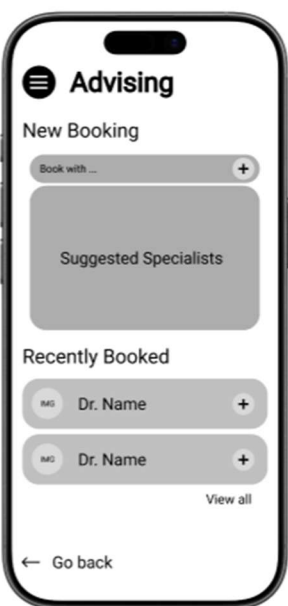 Advising
New Booking
Book with ...
+
Suggested Specialists
Recently Booked
IMG Dr. Name +
IMG Dr. Name +
View all
← Go back